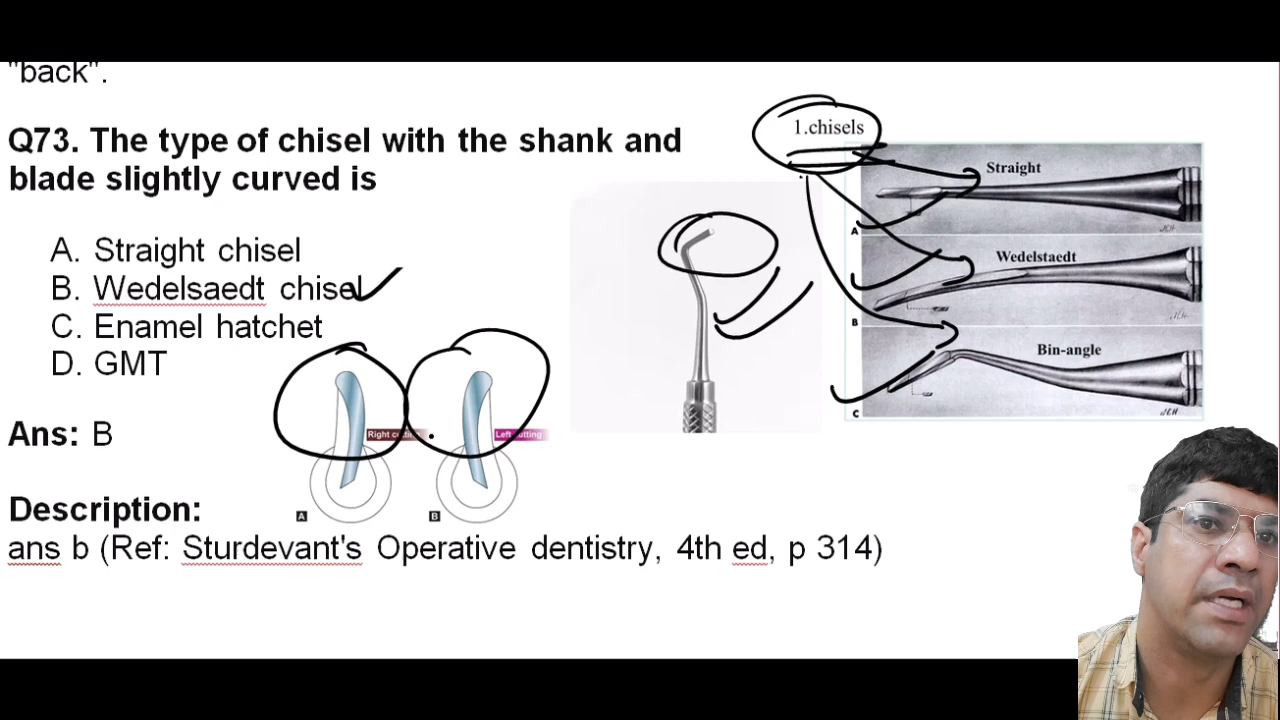 "back".
Q73. The type of chisel with the shank and
blade slightly curved is
A. Straight chisel
B. Wedelsaedt chisel
C. Enamel hatchet
D. GMT
Ans: B
Description:
ans b (Ref: Sturdevant's Operative dentistry, 4th ed, p 314)
1.chisels
Straight
A
Wedelstaedt
B
Bin-angle
C
Right
Left cutting
A
B